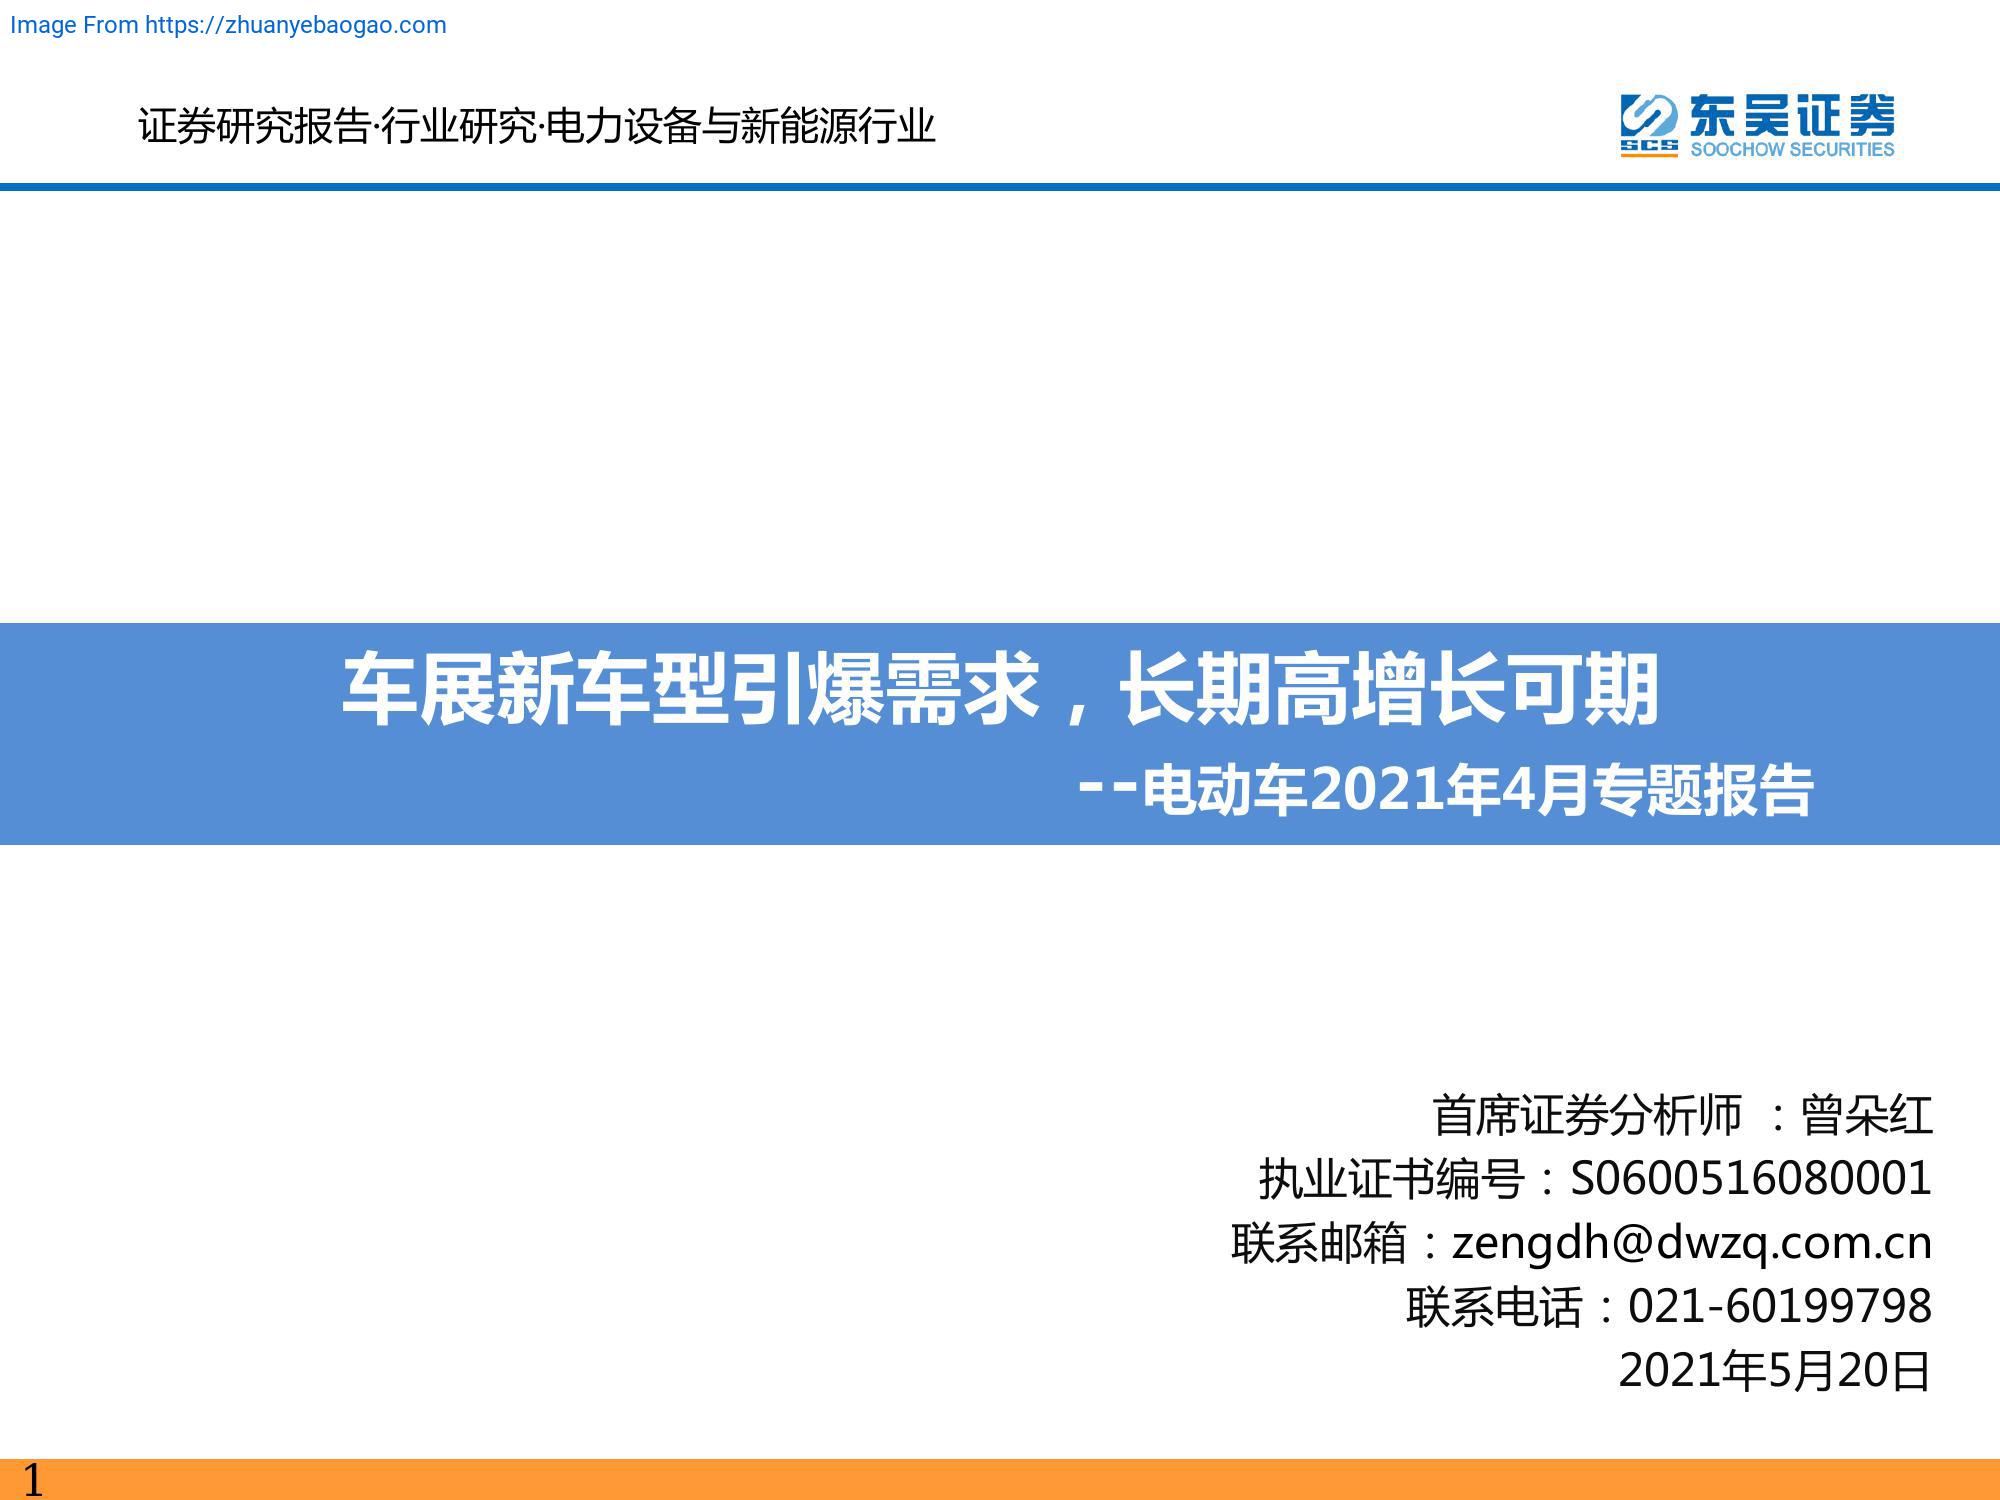 Image From https://zhuanyebaogao.com
证券研究报告·行业研究·电力设备与新能源行业
东吴证券
SCS
SOOCHOW SECURITIES
车展新车型引爆需求，长期高增长可期
--电动车2021年4月专题报告
首席证券分析师 ：曾朵红
执业证书编号：S0600516080001
联系邮箱：zengdh@dwzq.com.cn
联系电话：021-60199798
2021年5月20日
1